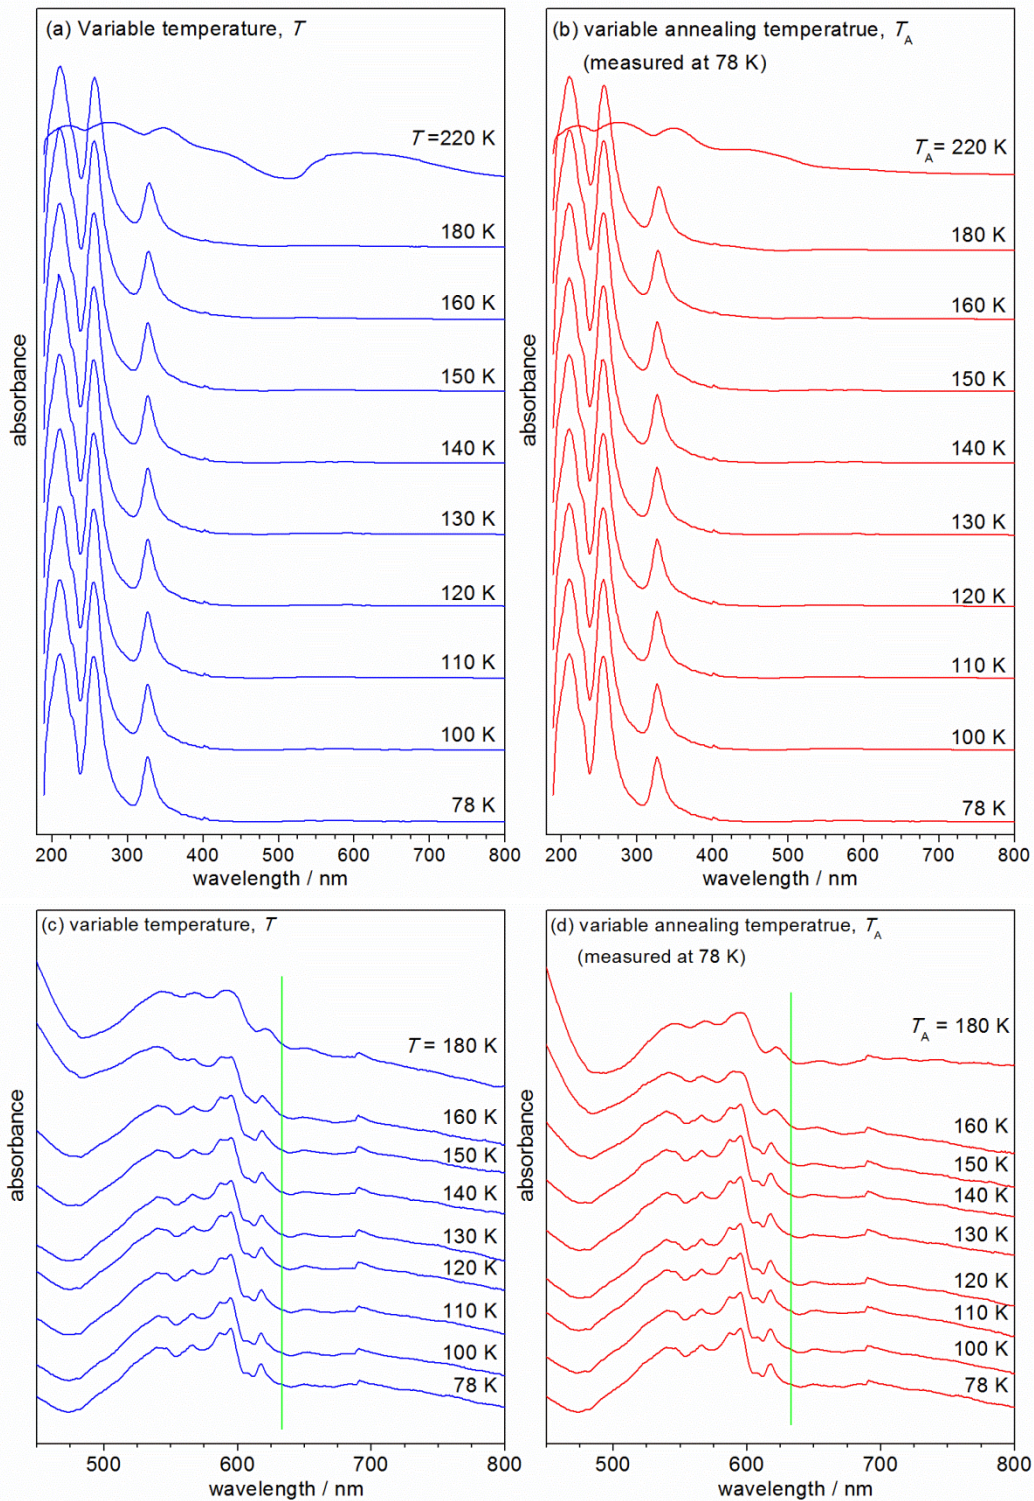 (a) Variable temperature, T
T =220 K
180 K
160 K
150 K
140 K
130 K
120 K
110 K
100 K
78 K
absorbance
200 300 400 500 600 700 800
wavelength / nm
(b) variable annealing temperatrue, TA
(measured at 78 K)
TA = 220 K
180 K
160 K
150 K
140 K
130 K
120 K
110 K
100 K
78 K
absorbance
200 300 400 500 600 700 800
wavelength / nm
(c) variable temperature, T
T = 180 K
160 K
150 K
140 K
130 K
120 K
110 K
100 K
78 K
absorbance
500 600 700 800
wavelength / nm
(d) variable annealing temperatrue, TA
(measured at 78 K)
TA = 180 K
160 K
150 K
140 K
130 K
120 K
110 K
100 K
78 K
absorbance
500 600 700 800
wavelength / nm